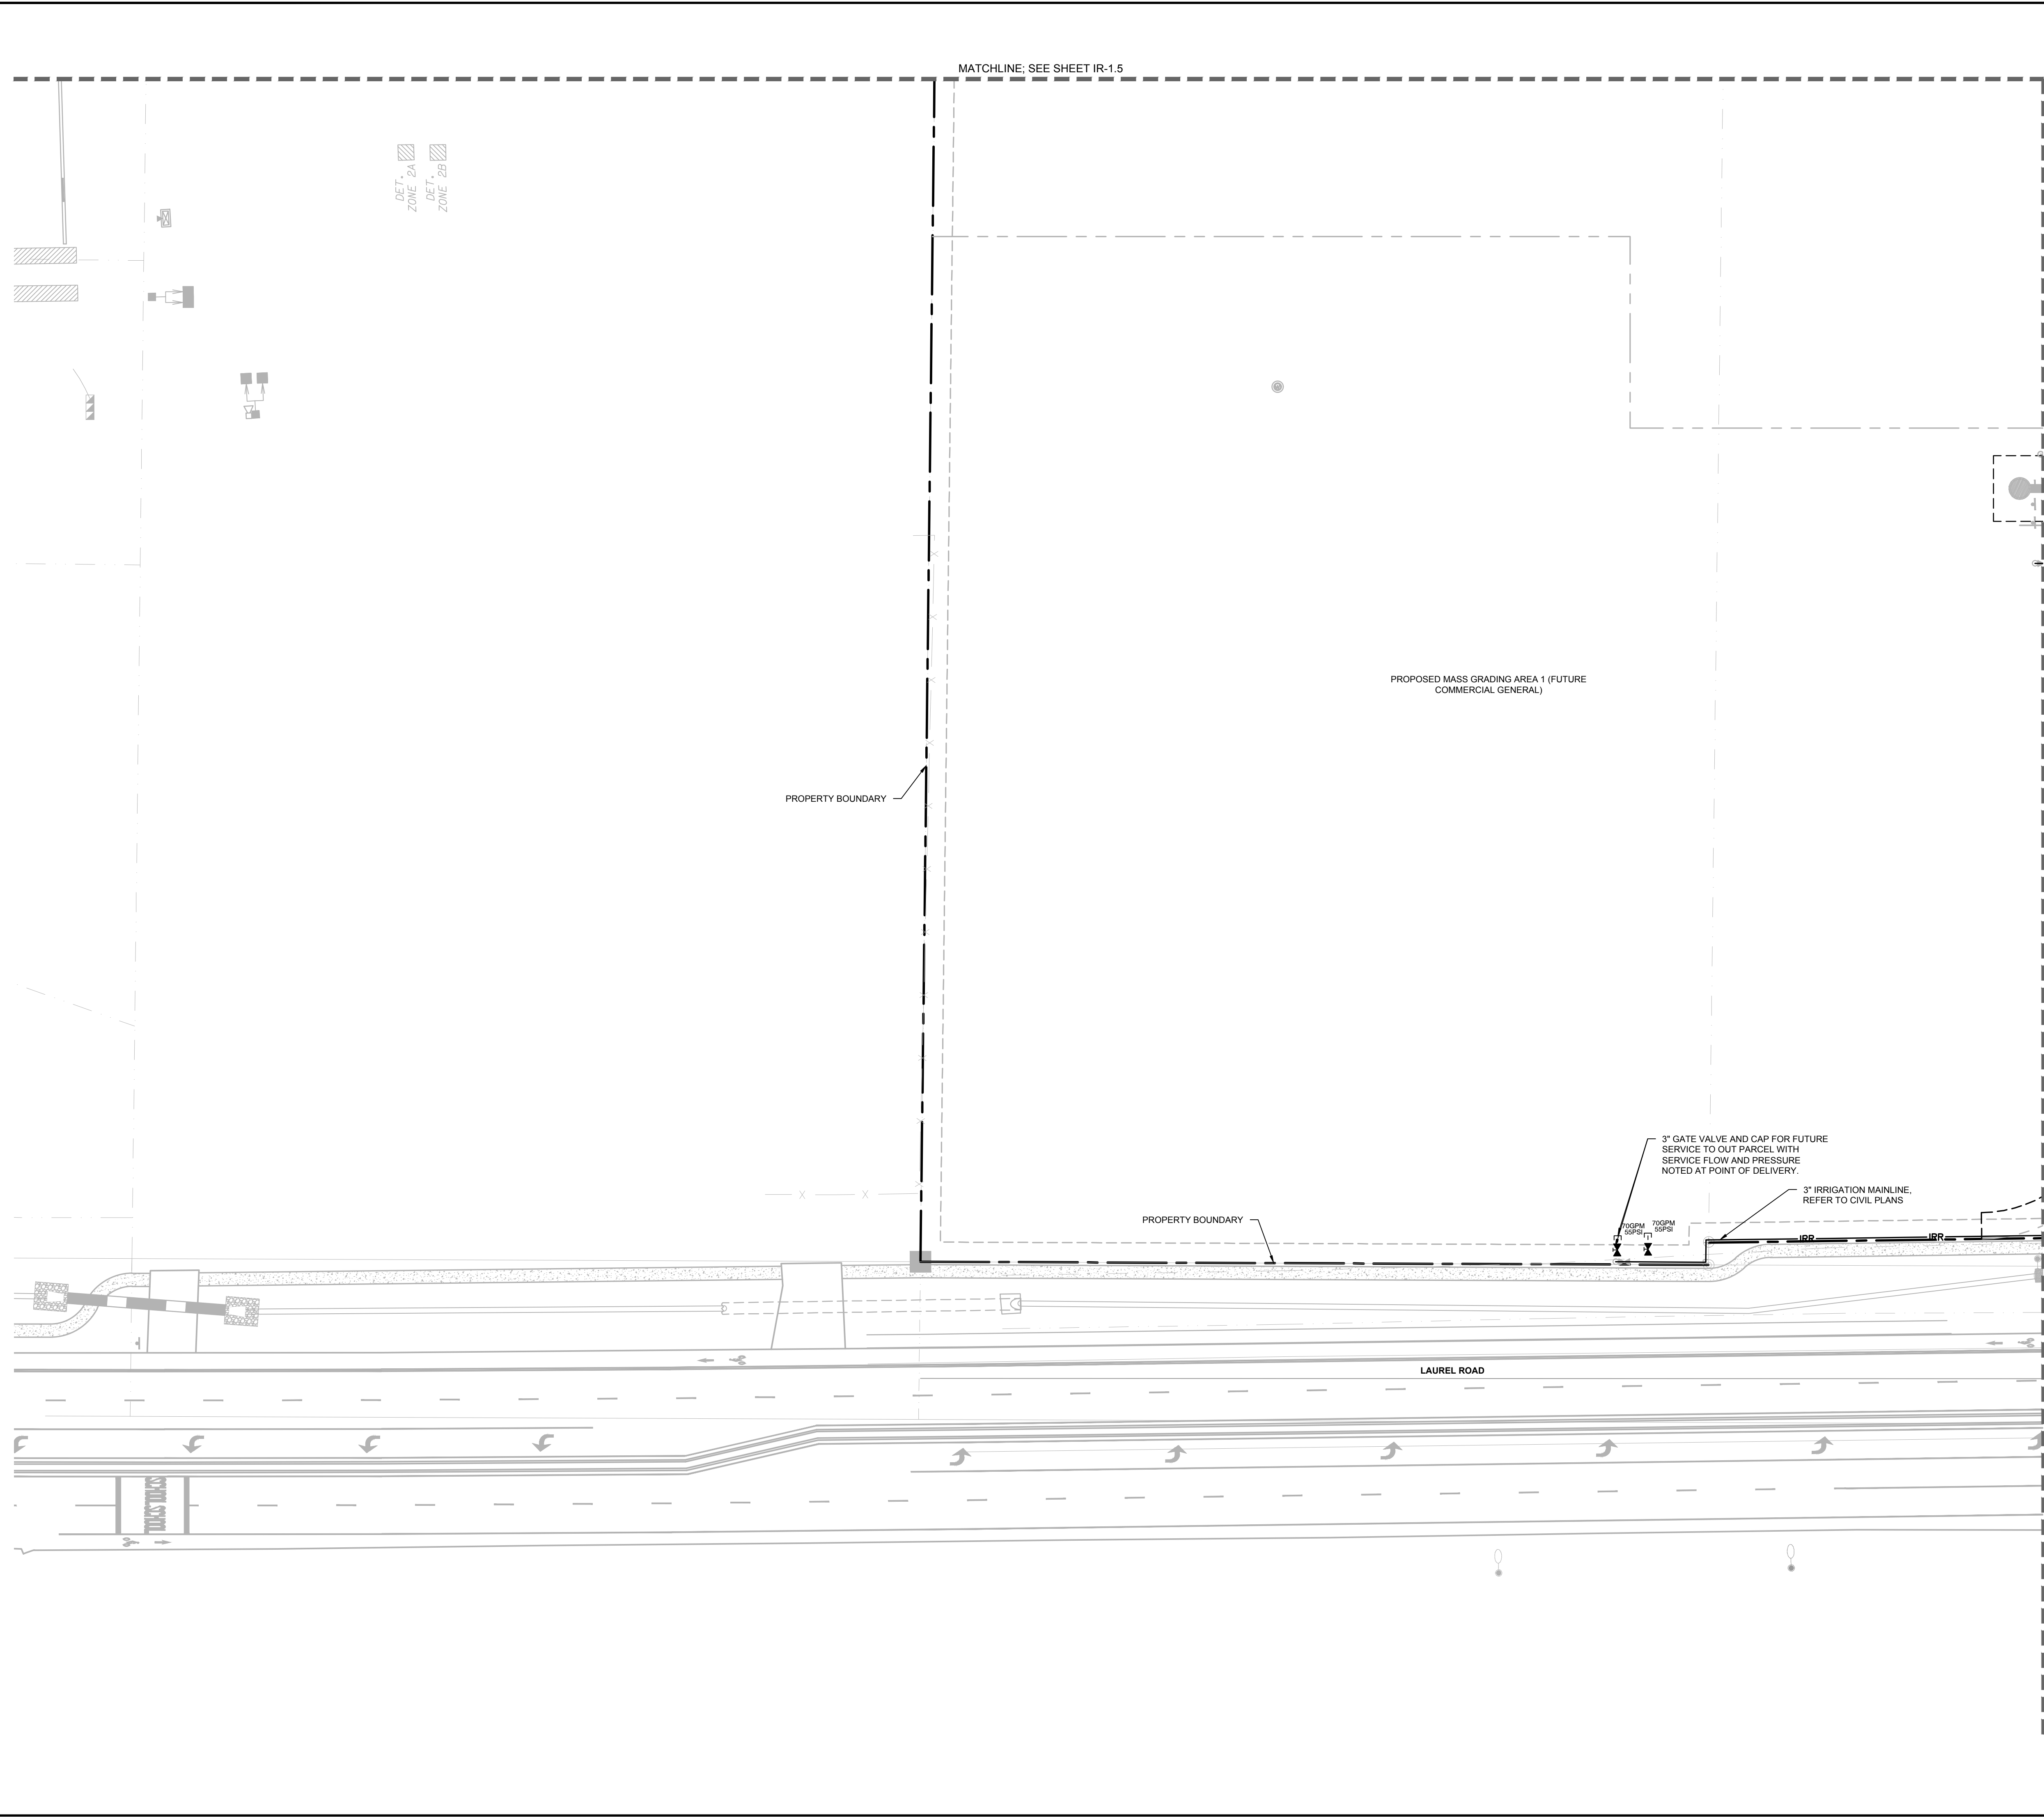 MATCHLINE; SEE SHEET IR-1.5
DET.
ZONE 2A
DET.
ZONE 2B
PROPOSED MASS GRADING AREA 1 (FUTURE
COMMERCIAL GENERAL)
PROPERTY BOUNDARY
3" GATE VALVE AND CAP FOR FUTURE
SERVICE TO OUT PARCEL WITH
SERVICE FLOW AND PRESSURE
NOTED AT POINT OF DELIVERY.
3" IRRIGATION MAINLINE,
REFER TO CIVIL PLANS
PROPERTY BOUNDARY
70GPM
55PSI
70GPM
55PSI
IRR
IRR
LAUREL ROAD